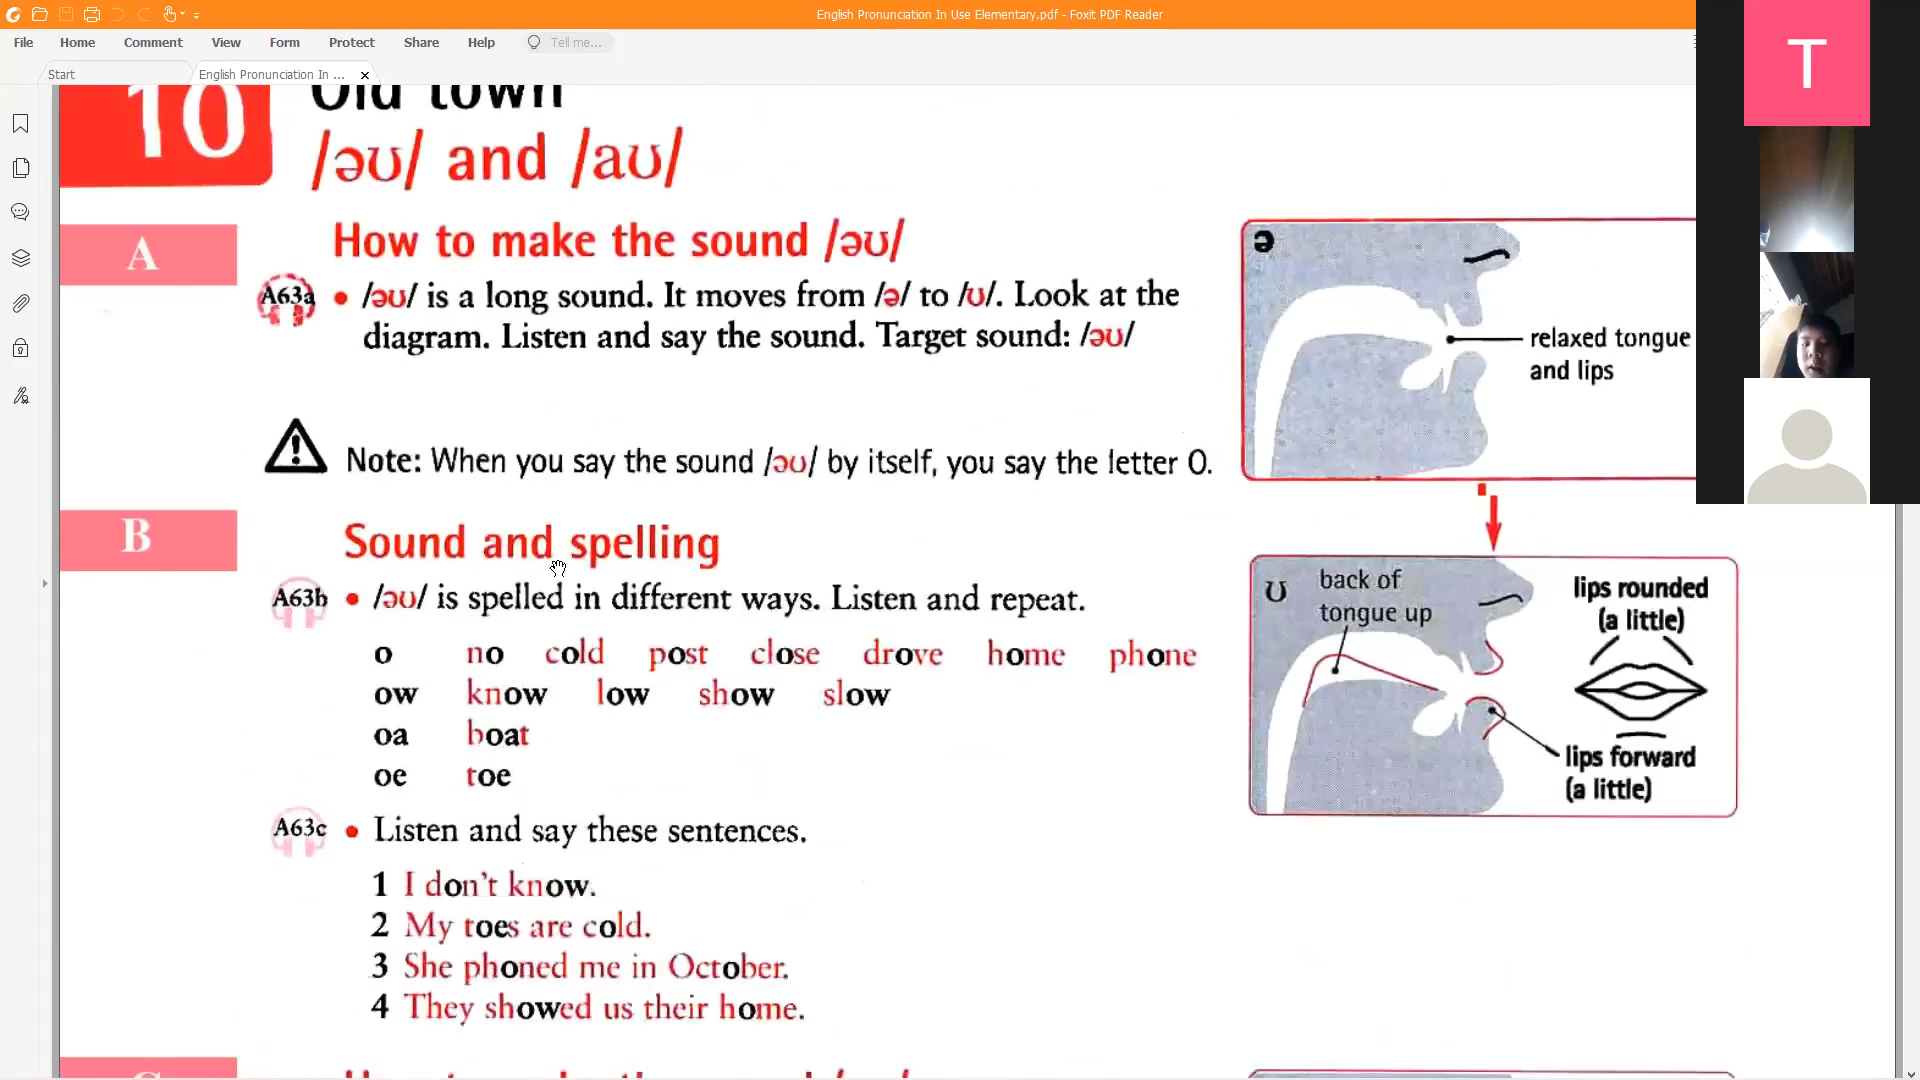 English Pronunciation In Use Elementary.pdf - Foxit PDF Reader
File Home Comment View Form Protect Share Help Tell me...
Start English Pronunciation In ...
T
10 Old town
/əʊ/ and /aʊ/
A How to make the sound /əʊ/
A63a • /əʊ/ is a long sound. It moves from /ə/ to /ʊ/. Look at the
diagram. Listen and say the sound. Target sound: /əʊ/
ə
relaxed tongue
and lips
Note: When you say the sound /əʊ/ by itself, you say the letter O.
B Sound and spelling
A63b • /əʊ/ is spelled in different ways. Listen and repeat.
o no cold post close drove home phone
ow know low show slow
oa boat
oe toe
ʊ back of
tongue up
lips rounded
(a little)
lips forward
(a little)
A63c • Listen and say these sentences.
1 I don't know.
2 My toes are cold.
3 She phoned me in October.
4 They showed us their home.